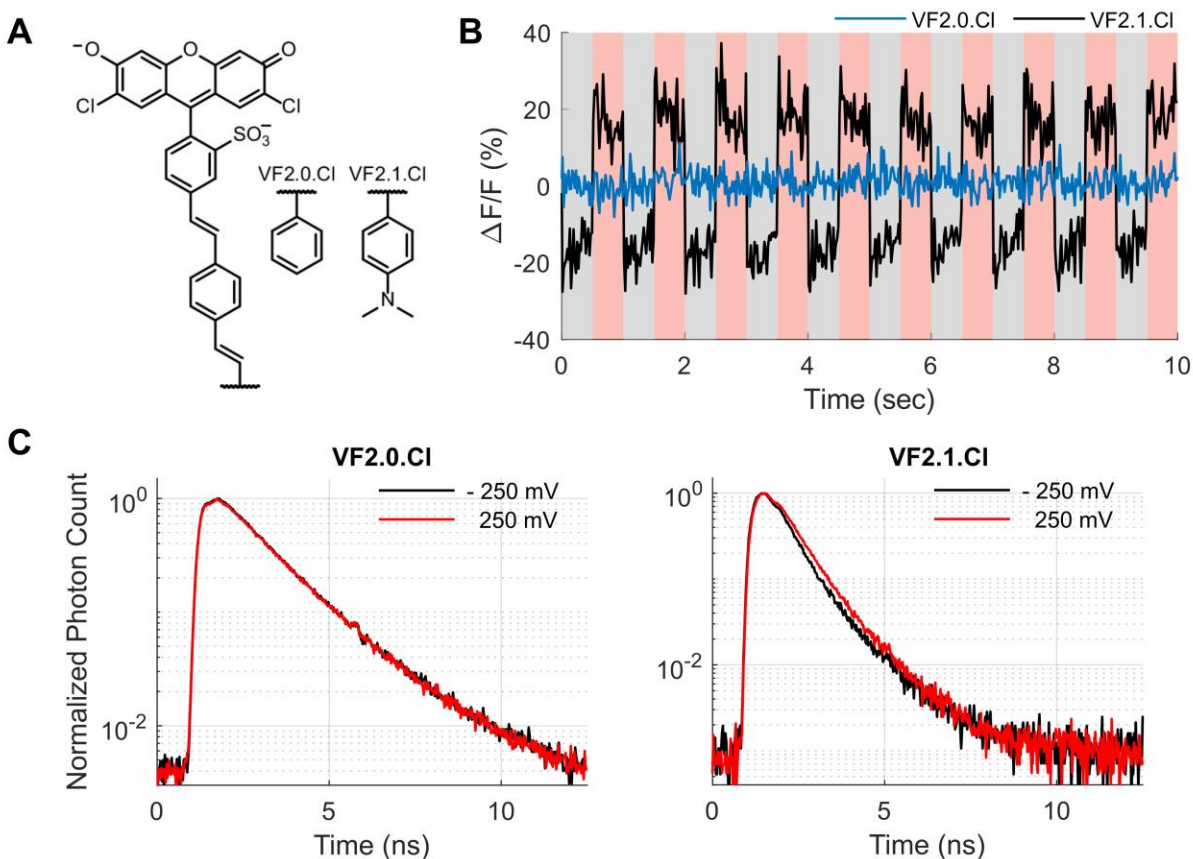 A
⁻O
O
O
Cl
Cl
SO₃⁻
VF2.0.Cl
VF2.1.Cl
N
B
VF2.0.Cl
VF2.1.Cl
ΔF/F (%)
40
20
0
-20
-40
0
2
4
6
8
10
Time (sec)
C
VF2.0.Cl
Normalized Photon Count
10⁰
10⁻²
- 250 mV
250 mV
0
5
10
Time (ns)
VF2.1.Cl
10⁰
10⁻²
- 250 mV
250 mV
0
5
10
Time (ns)